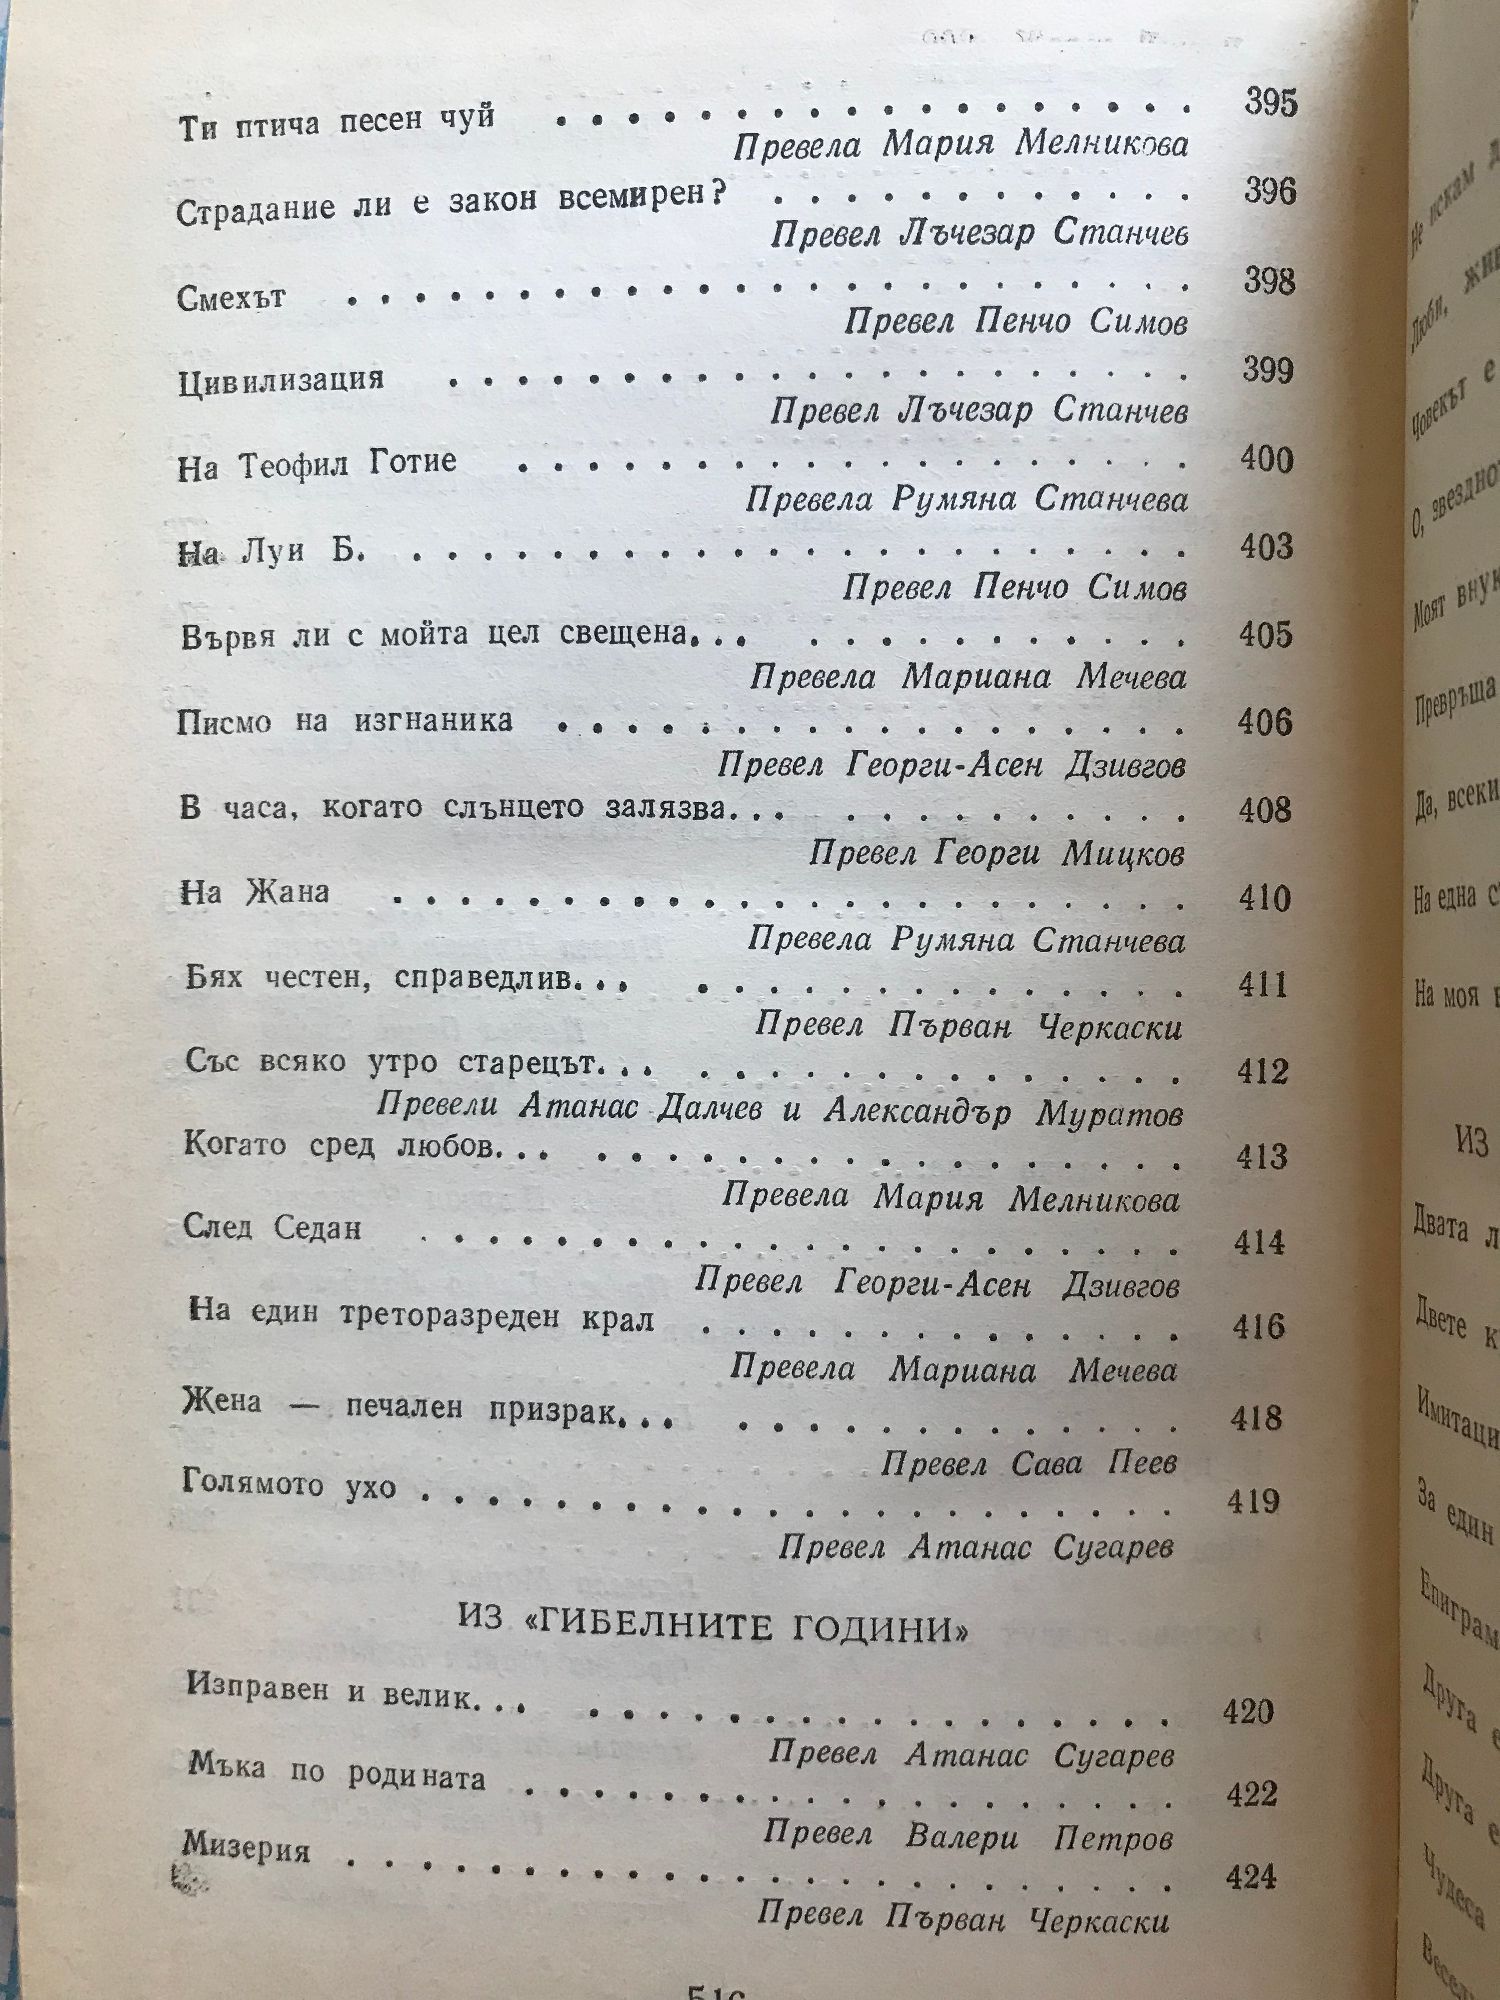 Ти птича песен чуй . . . . . . . . . . . . . . . . . . 395
Превела Мария Мелникова
Страдание ли е закон всемирен? . . . . . . . . . . . . 396
Превел Лъчезар Станчев
Смехът . . . . . . . . . . . . . . . . . . . . . . . . 398
Превел Пенчо Симов
Цивилизация . . . . . . . . . . . . . . . . . . . . . 399
Превел Лъчезар Станчев
На Теофил Готие . . . . . . . . . . . . . . . . . . . 400
Превела Румяна Станчева
На Луи Б. . . . . . . . . . . . . . . . . . . . . . . 403
Превел Пенчо Симов
Вървя ли с мойта цел свещена. . . . . . . . . . . . . . 405
Превела Мариана Мечева
Писмо на изгнаника . . . . . . . . . . . . . . . . . . 406
Превел Георги-Асен Дзивгов
В часа, когато слънцето залязва. . . . . . . . . . . . . 408
Превел Георги Мицков
На Жана . . . . . . . . . . . . . . . . . . . . . . . 410
Превела Румяна Станчева
Бях честен, справедлив. . . . . . . . . . . . . . . . . 411
Превел Първан Черкаски
Със всяко утро старецът. . . . . . . . . . . . . . . . . 412
Превели Атанас Далчев и Александър Муратов
Когато сред любов. . . . . . . . . . . . . . . . . . . . 413
Превела Мария Мелникова
След Седан . . . . . . . . . . . . . . . . . . . . . . 414
Превел Георги-Асен Дзивгов
На един треторазреден крал . . . . . . . . . . . . . . 416
Превела Мариана Мечева
Жена — печален призрак. . . . . . . . . . . . . . . . 418
Превел Сава Пеев
Голямото ухо . . . . . . . . . . . . . . . . . . . . . . 419
Превел Атанас Сугарев
ИЗ «ГИБЕЛНИТЕ ГОДИНИ»
Изправен и велик. . . . . . . . . . . . . . . . . . . . 420
Превел Атанас Сугарев
Мъка по родината . . . . . . . . . . . . . . . . . . . 422
Превел Валери Петров
Мизерия . . . . . . . . . . . . . . . . . . . . . . . . 424
Превел Първан Черкаски
516
Не искам
Люби,
Човекът е
О,
Моят
Превръща
Да, всеки
На една
На моя
ИЗ
Двата
Двете
За един
Друга
Друга
Чудеса